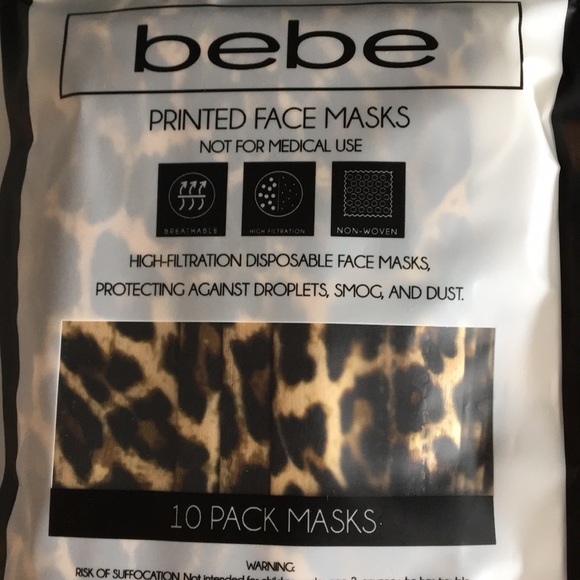 bebe
PRINTED FACE MASKS
NOT FOR MEDICAL USE
BREATHABLE HIGH FILTRATION NON-WOVEN
HIGH-FILTRATION DISPOSABLE FACE MASKS,
PROTECTING AGAINST DROPLETS, SMOG, AND DUST.
10 PACK MASKS
WARNING:
RISK OF SUFFOCATION. Not intended for